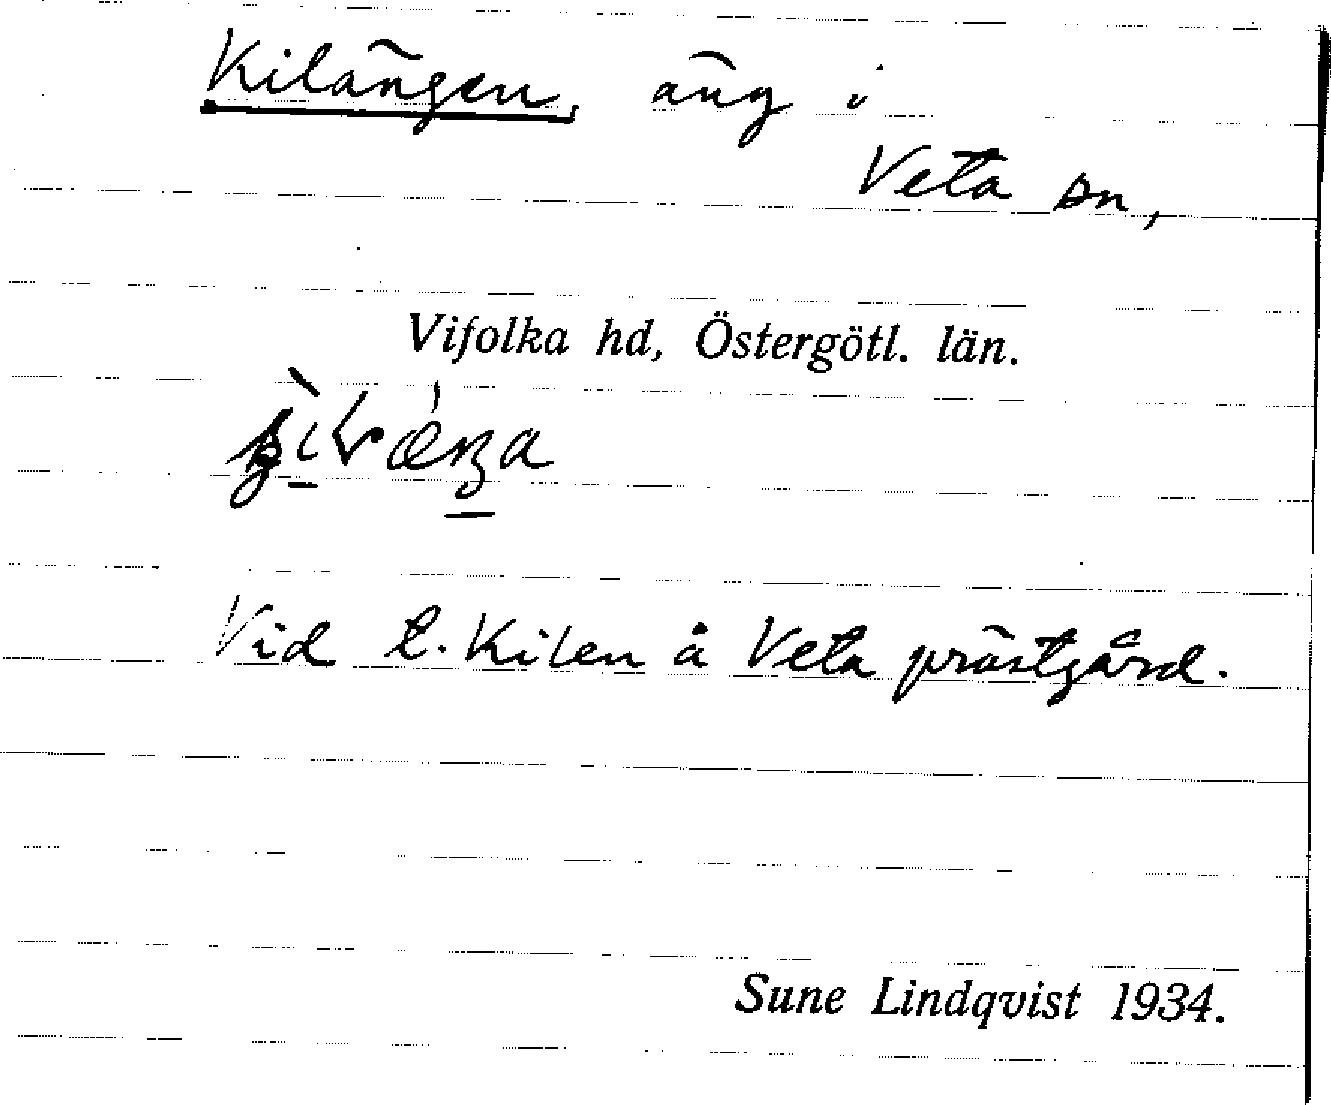 Kilängen, äng i
Veta sn,
Vifolka hd, Östergötl. län.
Vid t. Kilen å Veta prästgård.
Sune Lindqvist 1934.